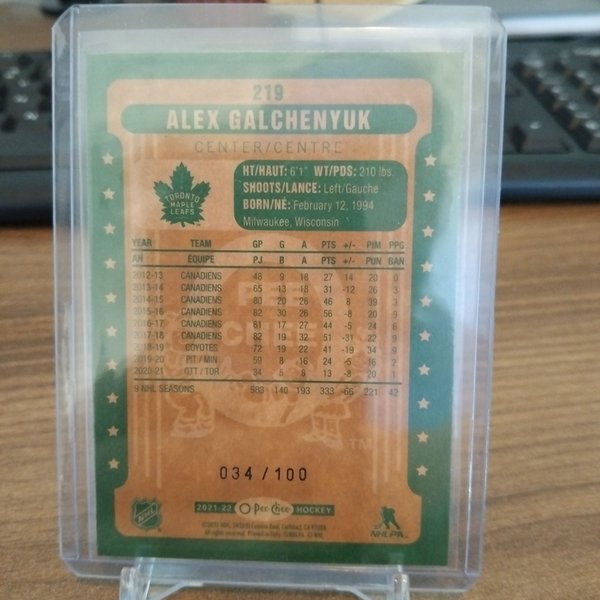 219
ALEX GALCHENYUK
CENTER/CENTRE
TORONTO
MAPLE
LEAFS
HT/HAUT: 6'1" WT/PDS: 210 lbs.
SHOOTS/LANCE: Left/Gauche
BORN/NÉ: February 12, 1994
Milwaukee, Wisconsin
YEAR TEAM GP G A PTS +/- PIM PPG
AN ÉQUIPE PJ B A PTS +/- PUN BAN
2012-13 CANADIENS 48 9 18 27 14 20 0
2013-14 CANADIENS 65 13 18 31 -12 26 3
2014-15 CANADIENS 80 20 26 46 8 39 3
2015-16 CANADIENS 82 30 26 56 -8 20 9
2016-17 CANADIENS 61 17 27 44 -5 24 6
2017-18 CANADIENS 82 19 32 51 -31 22 9
2018-19 COYOTES 72 19 22 41 -19 34 9
2019-20 PIT / MIN 59 8 16 24 -5 16 2
2020-21 OTT / TOR 34 5 8 13 -8 20 1
9 NHL SEASONS 583 140 193 333 -66 221 42
TM
034 / 100
NHL
2021-22 O-Pee-Chee HOCKEY
NHLPA